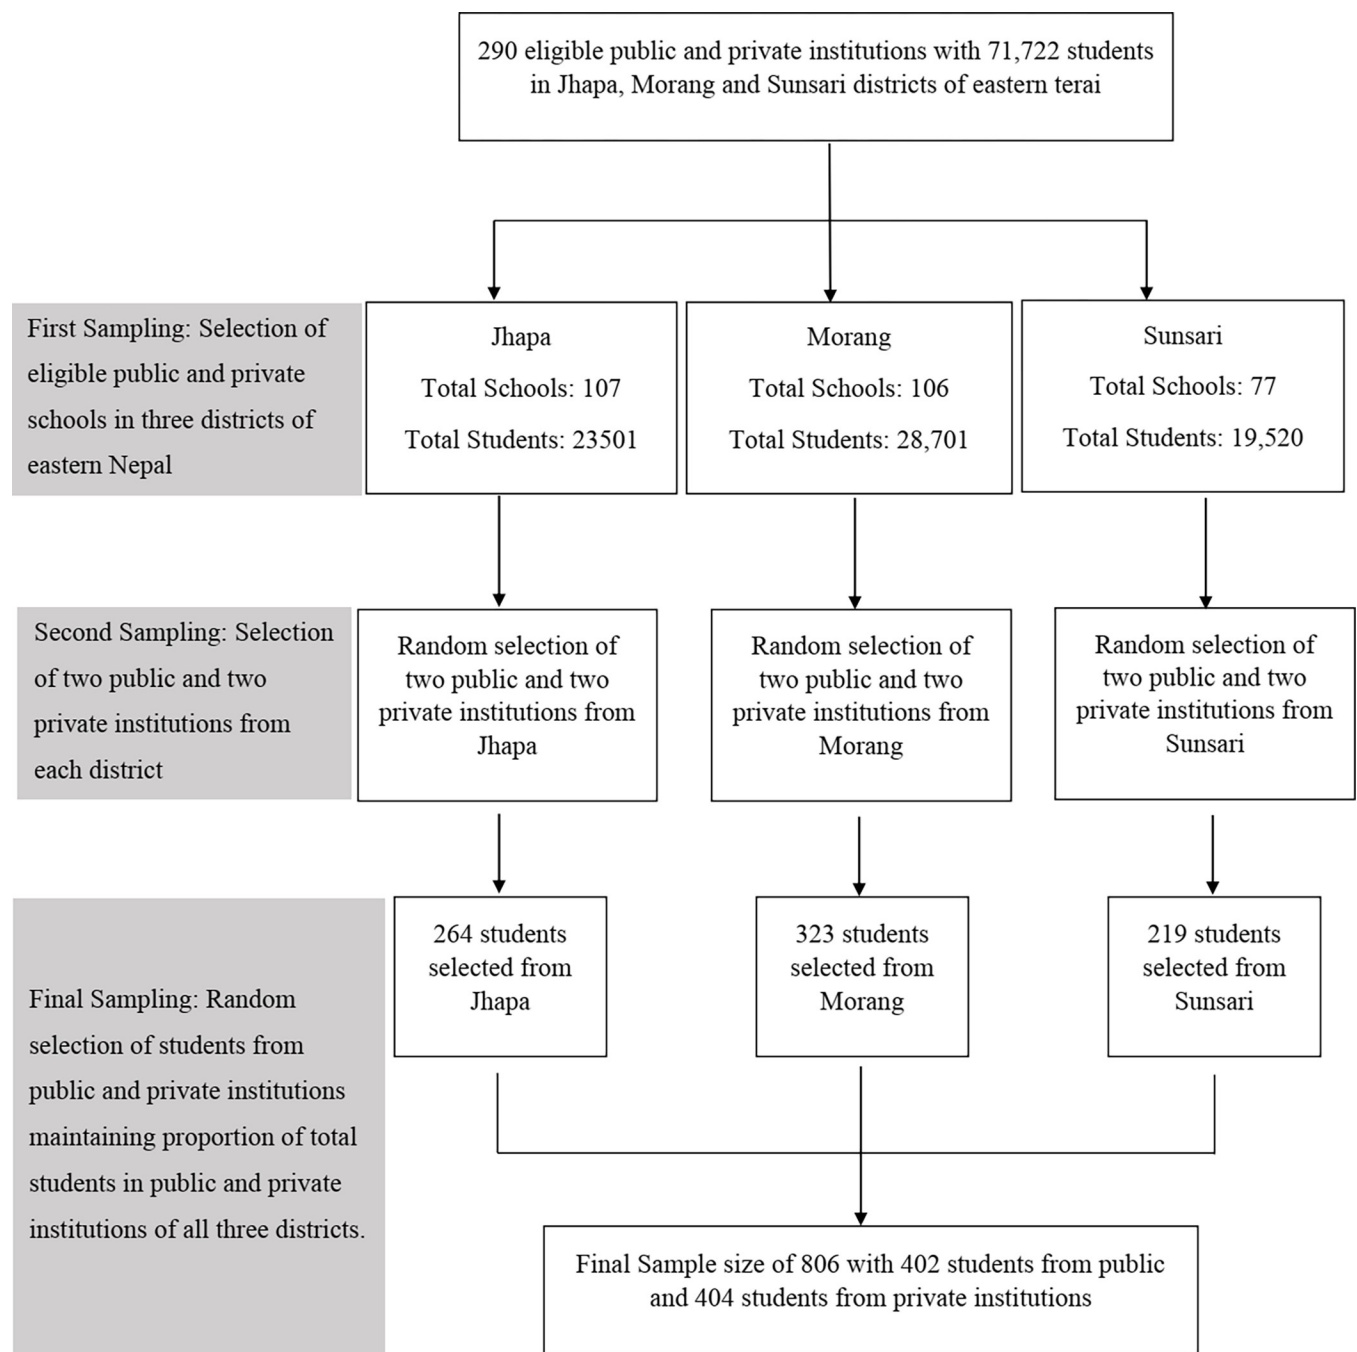 290 eligible public and private institutions with 71,722 students
in Jhapa, Morang and Sunsari districts of eastern terai
First Sampling: Selection of
eligible public and private
schools in three districts of
eastern Nepal
Jhapa
Total Schools: 107
Total Students: 23501
Morang
Total Schools: 106
Total Students: 28,701
Sunsari
Total Schools: 77
Total Students: 19,520
Second Sampling: Selection
of two public and two
private institutions from
each district
Random selection of
two public and two
private institutions from
Jhapa
Random selection of
two public and two
private institutions from
Morang
Random selection of
two public and two
private institutions from
Sunsari
Final Sampling: Random
selection of students from
public and private institutions
maintaining proportion of total
students in public and private
institutions of all three districts.
264 students
selected from
Jhapa
323 students
selected from
Morang
219 students
selected from
Sunsari
Final Sample size of 806 with 402 students from public
and 404 students from private institutions